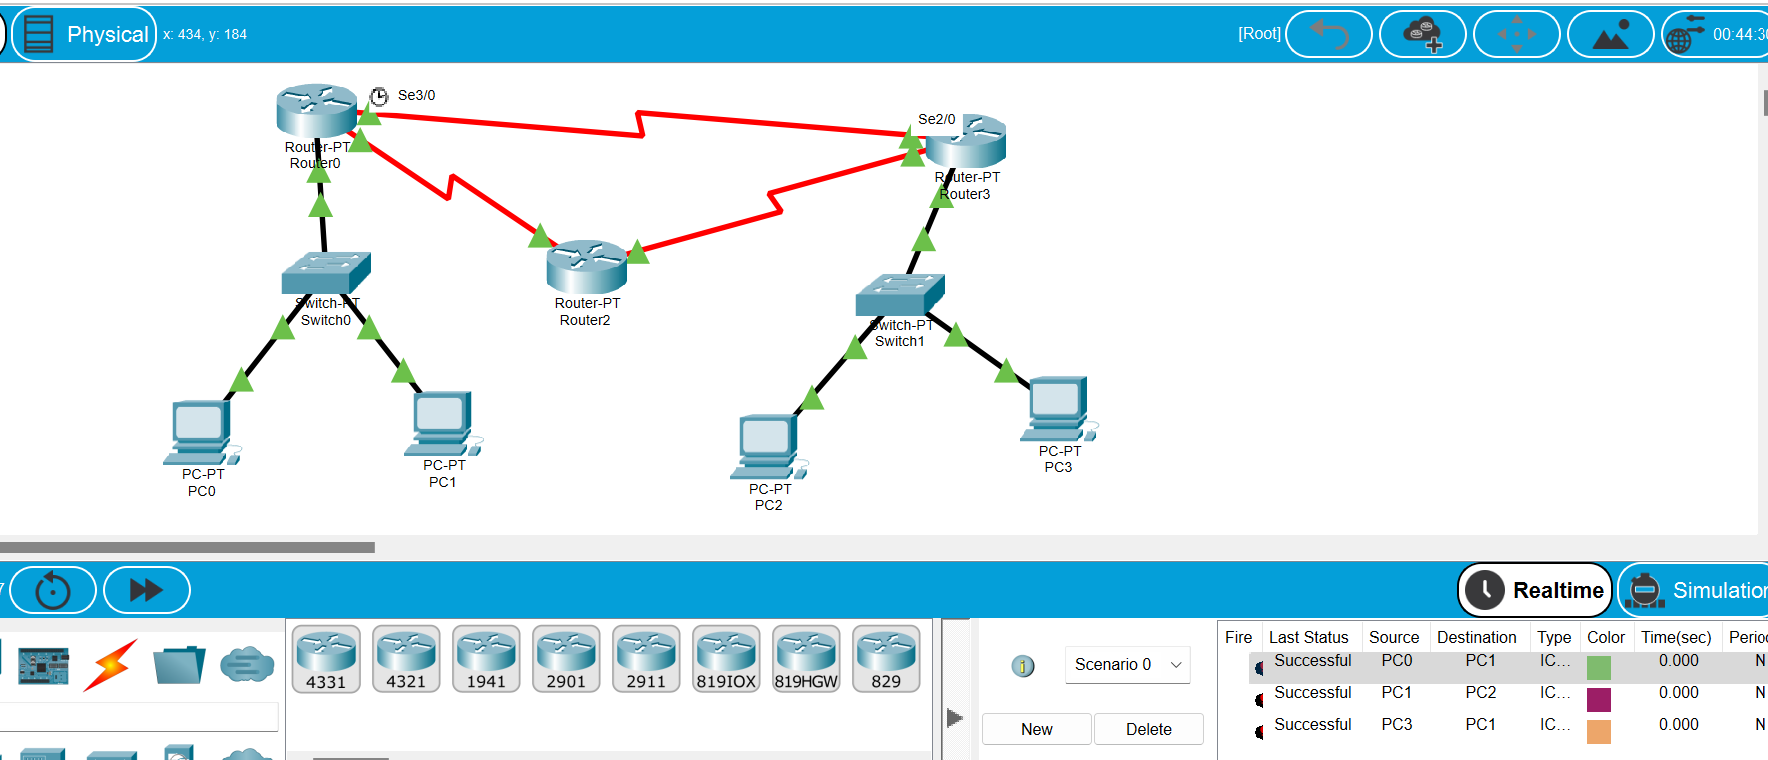 Physical x: 434, y: 184 [Root] 00:44:30
Se3/0
Se2/0
Router-PT
Router0
Router-PT
Router3
Router-PT
Router2
Switch-PT
Switch0
Switch-PT
Switch1
PC-PT
PC0
PC-PT
PC1
PC-PT
PC2
PC-PT
PC3
Realtime Simulation
4331 4321 1941 2901 2911 819IOX 819HGW 829
Scenario 0
New Delete
Fire Last Status Source Destination Type Color Time(sec) Perio
Successful PC0 PC1 IC... 0.000 N
Successful PC1 PC2 IC... 0.000 N
Successful PC3 PC1 IC... 0.000 N